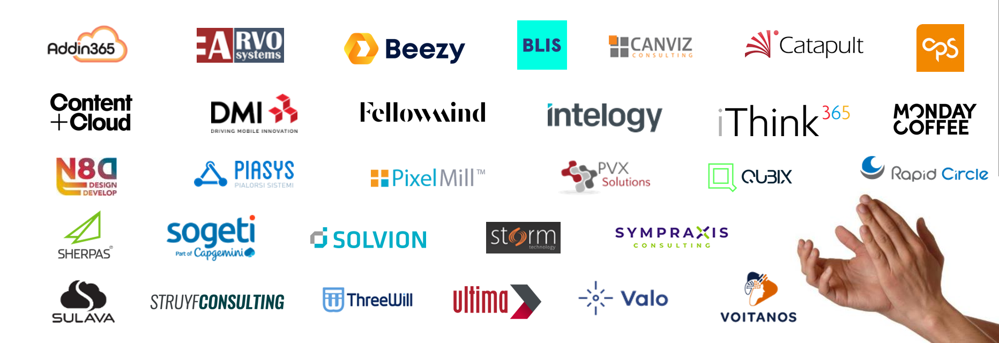 Addin365
ARVO
systems
Beezy
BLIS
CANVIZ
CONSULTING
Catapult
cps
Content
+Cloud
DMI
DRIVING MOBILE INNOVATION
Fellowmind
intelogy
iThink365
MONDAY
COFFEE
N8D
DESIGN
DEVELOP
PIASYS
PIALORSI SISTEMI
PixelMill™
PVX
Solutions
QUBIX
Rapid Circle
SHERPAS®
sogeti
Part of Capgemini
SOLVION
storm
technology
SYMPRAXIS
CONSULTING
SULAVA
STRUYFCONSULTING
ThreeWill
ultima
Valo
VOITANOS